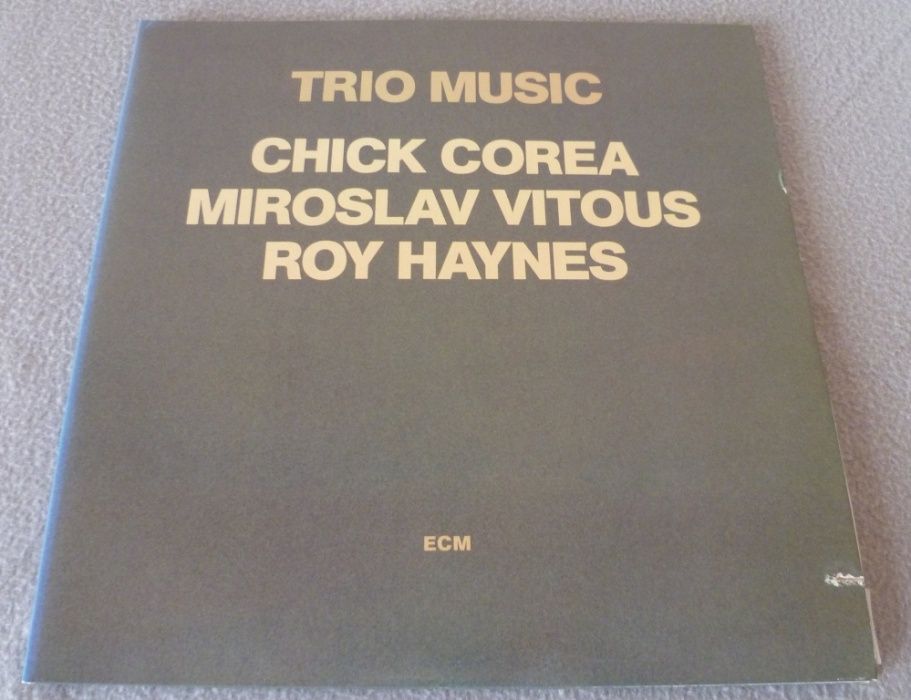 TRIO MUSIC
CHICK COREA
MIROSLAV VITOUS
ROY HAYNES
ECM